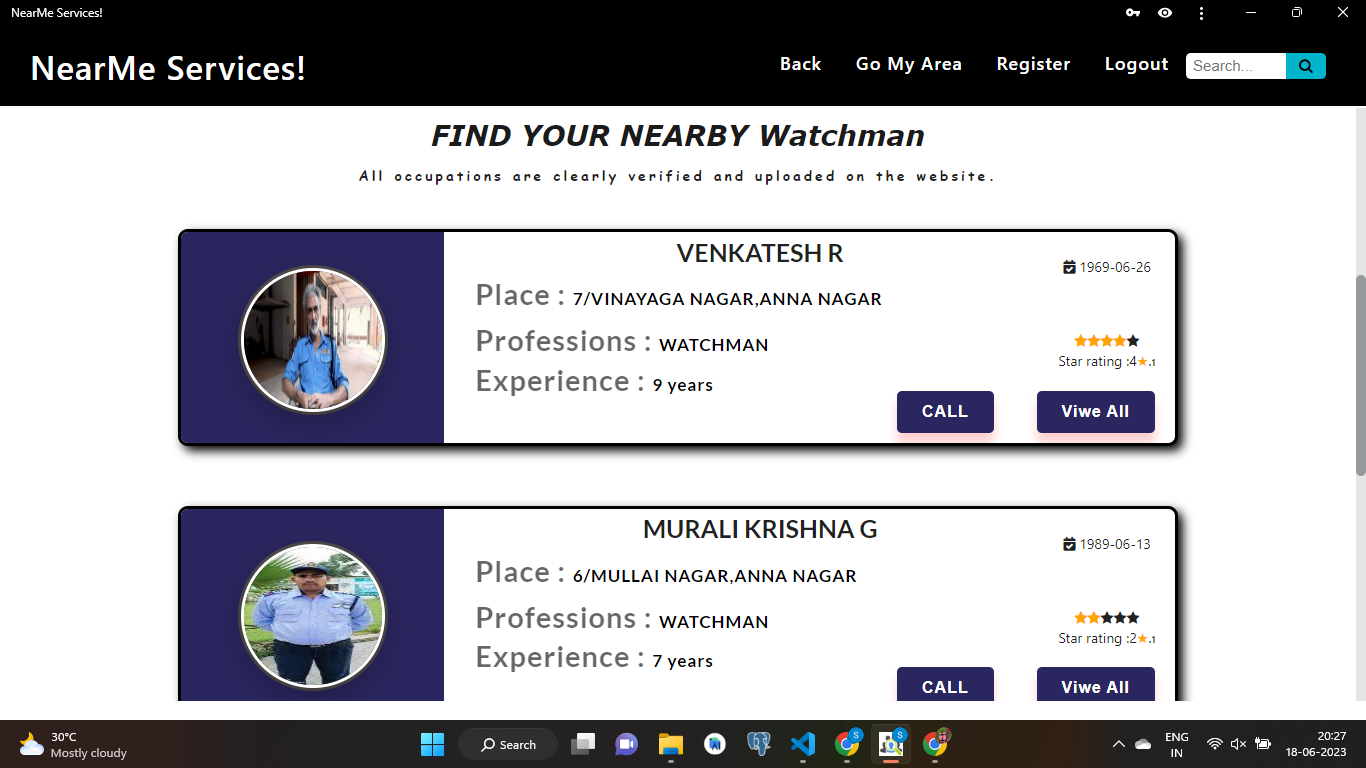 NearMe Services!
NearMe Services!
Back Go My Area Register Logout Search...
FIND YOUR NEARBY Watchman
All occupations are clearly verified and uploaded on the website.
VENKATESH R
1969-06-26
Place : 7/VINAYAGA NAGAR,ANNA NAGAR
Professions : WATCHMAN
Star rating :4★.1
Experience : 9 years
CALL Viwe All
MURALI KRISHNA G
1989-06-13
Place : 6/MULLAI NAGAR,ANNA NAGAR
Professions : WATCHMAN
Star rating :2★.1
Experience : 7 years
CALL Viwe All
30°C
Mostly cloudy
Search
S
S
ENG
IN
20:27
18-06-2023